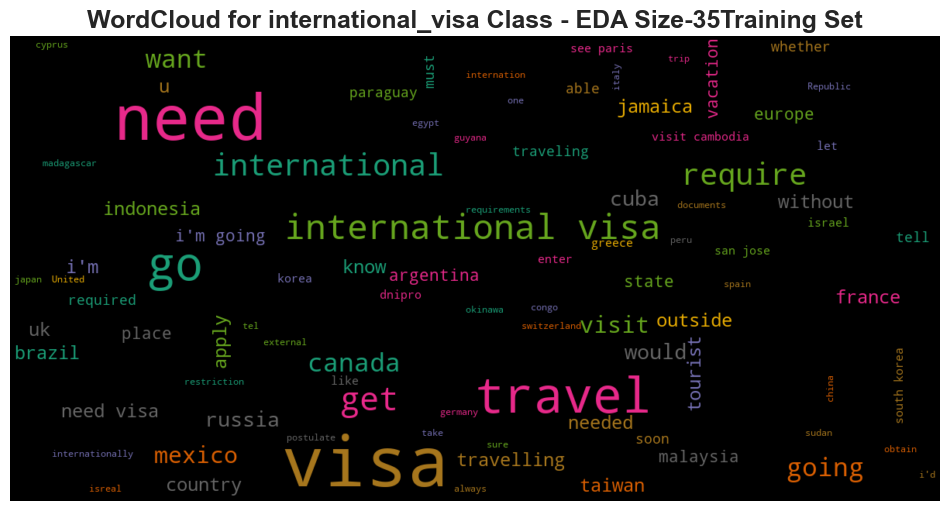 WordCloud for international_visa Class - EDA Size-35Training Set
cyprus
want
u
must
see paris
internation
trip
whether
able
italy
vacation
Republic
need
paraguay
one
jamaica
europe
egypt
guyana
visit cambodia
let
madagascar
international
traveling
require
indonesia
requirements
cuba
documents
without
i'm going
international visa
greece
peru
israel
san jose
tell
i'm
go
know
argentina
enter
japan
United
korea
state
spain
required
dnipro
france
okinawa
congo
uk
place
apply
tel
external
switzerland
visit
outside
brazil
canada
would
tourist
restriction
like
get
travel
china
south korea
need visa
russia
germany
needed
postulate
take
sure
soon
sudan
internationally
mexico
visa
travelling
malaysia
going
obtain
isreal
country
always
taiwan
i'd